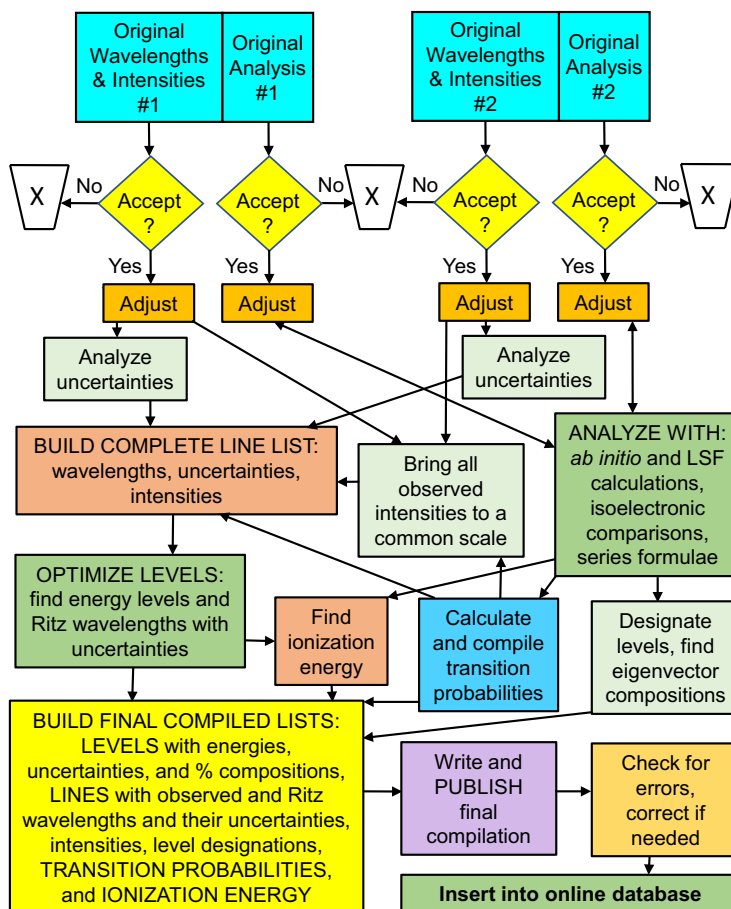 Original
Wavelengths
& Intensities
#1
Original
Analysis
#1
Original
Wavelengths
& Intensities
#2
Original
Analysis
#2
X
No
Accept
?
Accept
?
No
X
No
Accept
?
Accept
?
No
X
Yes
Yes
Yes
Yes
Adjust
Adjust
Adjust
Adjust
Analyze
uncertainties
Analyze
uncertainties
BUILD COMPLETE LINE LIST:
wavelengths, uncertainties,
intensities
Bring all
observed
intensities to a
common scale
ANALYZE WITH:
ab initio and LSF
calculations,
isoelectronic
comparisons,
series formulae
OPTIMIZE LEVELS:
find energy levels and
Ritz wavelengths with
uncertainties
Find
ionization
energy
Calculate
and compile
transition
probabilities
Designate
levels, find
eigenvector
compositions
BUILD FINAL COMPILED LISTS:
LEVELS with energies,
uncertainties, and % compositions,
LINES with observed and Ritz
wavelengths and their uncertainties,
intensities, level designations,
TRANSITION PROBABILITIES,
and IONIZATION ENERGY
Write and
PUBLISH
final
compilation
Check for
errors,
correct if
needed
Insert into online database